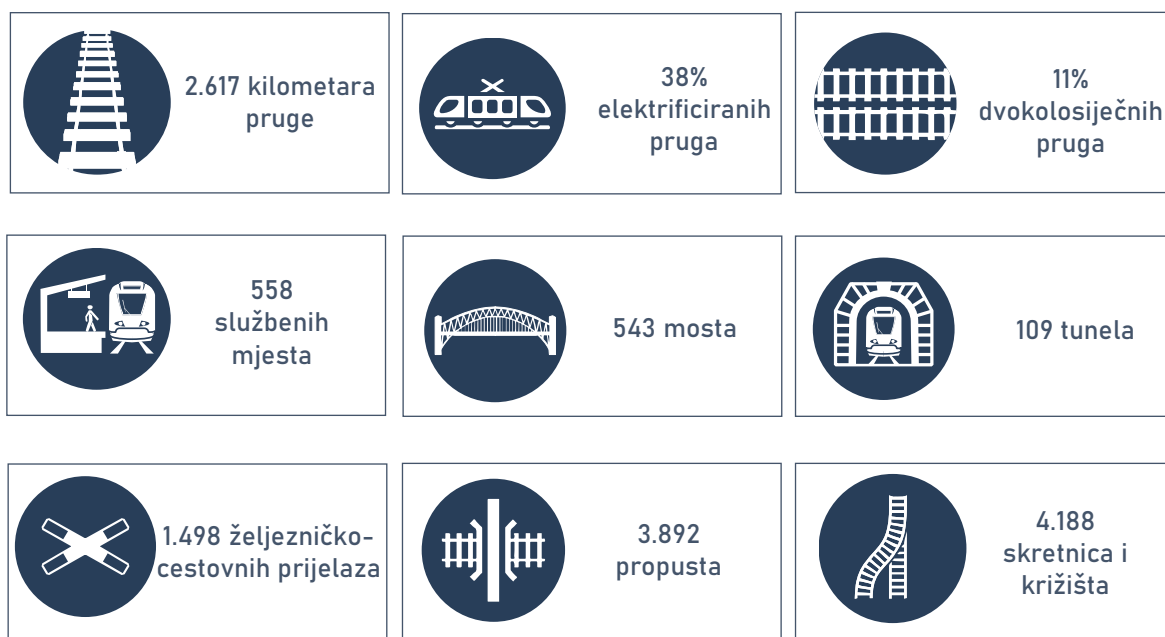 2.617 kilometara
pruge
38%
elektrificiranih
pruga
11%
dvokolosiječnih
pruga
558
službenih
mjesta
543 mosta
109 tunela
1.498 željezničko-
cestovnih prijelaza
3.892
propusta
4.188
skretnica i
križišta